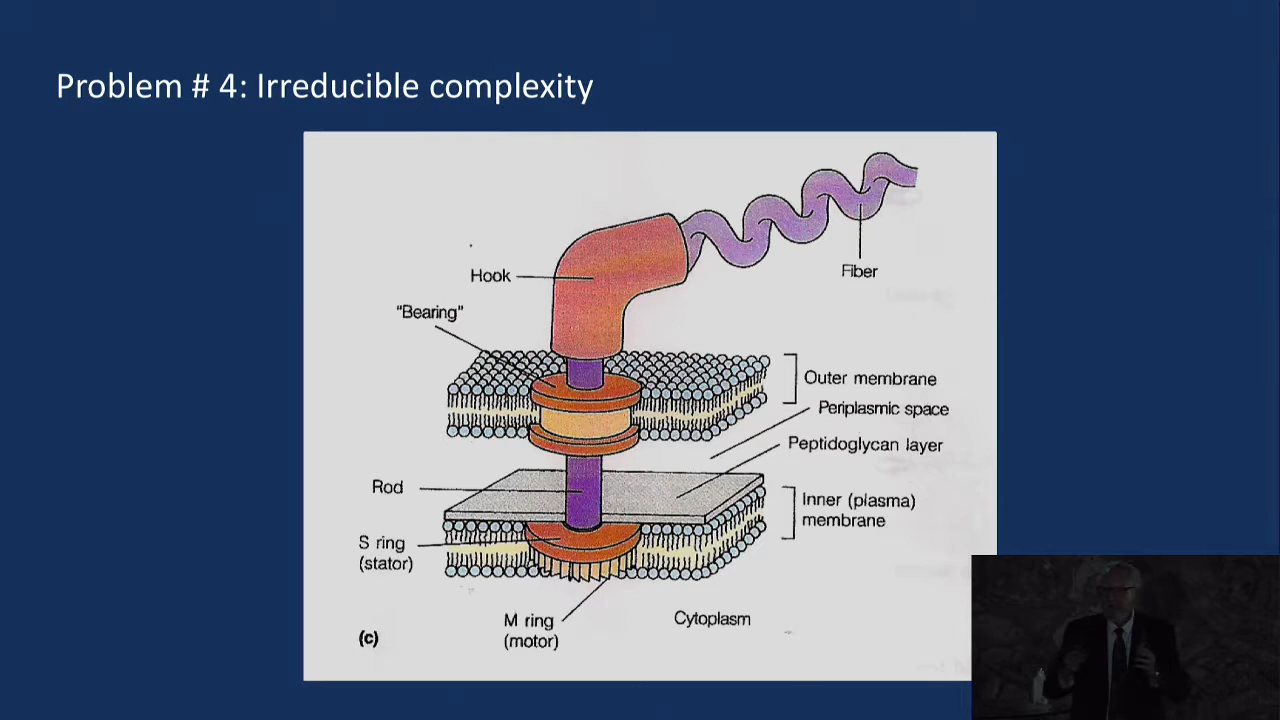 Problem # 4: Irreducible complexity
Hook
Fiber
"Bearing"
Outer membrane
Periplasmic space
Peptidoglycan layer
Rod
Inner (plasma)
membrane
S ring
(stator)
M ring
(motor)
Cytoplasm
(c)